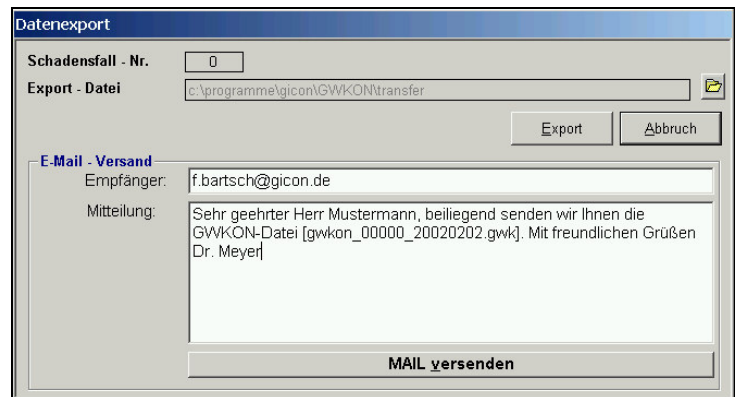 Datenexport
Schadensfall - Nr. 0
Export - Datei c:\programme\gicon\GWKON\transfer
Export Abbruch
E-Mail - Versand
Empfänger: f.bartsch@gicon.de
Mitteilung: Sehr geehrter Herr Mustermann, beiliegend senden wir Ihnen die
GWKON-Datei [gwkon_00000_20020202.gwk]. Mit freundlichen Grüßen
Dr. Meyer
MAIL versenden